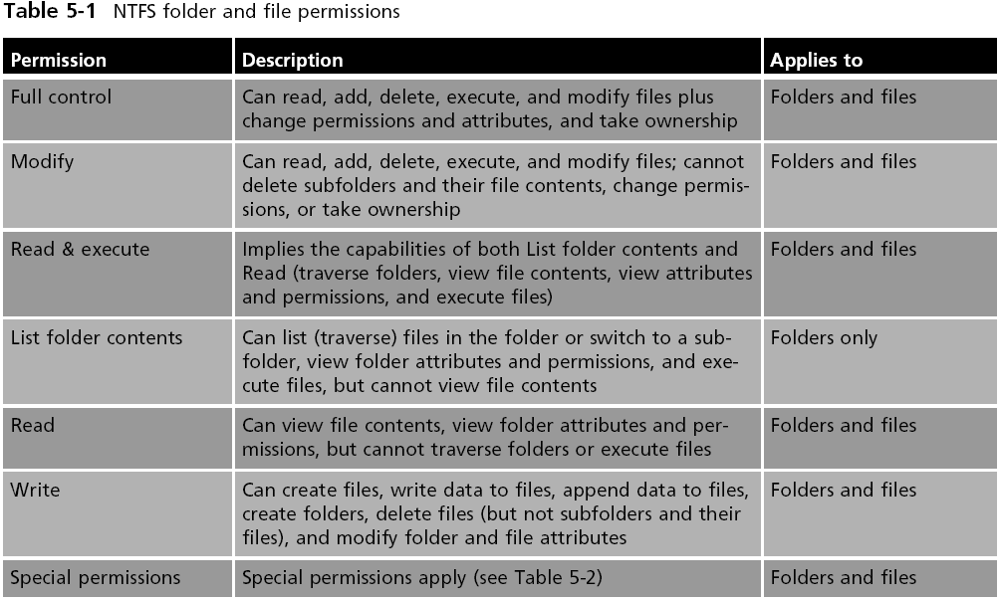 Table 5-1 NTFS folder and file permissions
Permission Description Applies to
Full control Can read, add, delete, execute, and modify files plus Folders and files
change permissions and attributes, and take ownership
Modify Can read, add, delete, execute, and modify files; cannot Folders and files
delete subfolders and their file contents, change permis-
sions, or take ownership
Read & execute Implies the capabilities of both List folder contents and Folders and files
Read (traverse folders, view file contents, view attributes
and permissions, and execute files)
List folder contents Can list (traverse) files in the folder or switch to a sub- Folders only
folder, view folder attributes and permissions, and exe-
cute files, but cannot view file contents
Read Can view file contents, view folder attributes and per- Folders and files
missions, but cannot traverse folders or execute files
Write Can create files, write data to files, append data to files, Folders and files
create folders, delete files (but not subfolders and their
files), and modify folder and file attributes
Special permissions Special permissions apply (see Table 5-2) Folders and files